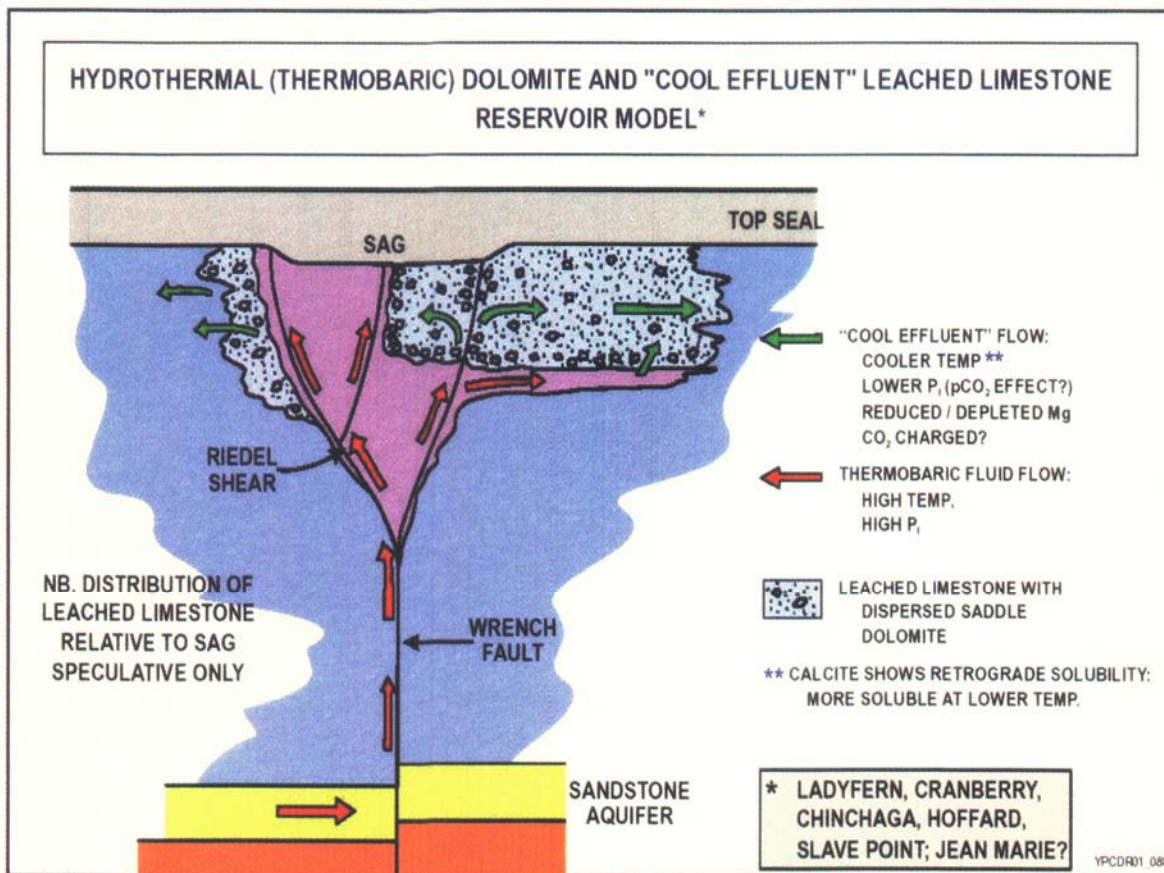 HYDROTHERMAL (THERMOBARIC) DOLOMITE AND "COOL EFFLUENT" LEACHED LIMESTONE
RESERVOIR MODEL*
TOP SEAL
SAG
"COOL EFFLUENT" FLOW:
COOLER TEMP **
LOWER Pf (pCO2 EFFECT?)
REDUCED / DEPLETED Mg
CO2 CHARGED?
RIEDEL
SHEAR
THERMOBARIC FLUID FLOW:
HIGH TEMP,
HIGH Pf
NB. DISTRIBUTION OF
LEACHED LIMESTONE
RELATIVE TO SAG
SPECULATIVE ONLY
WRENCH
FAULT
LEACHED LIMESTONE WITH
DISPERSED SADDLE
DOLOMITE
** CALCITE SHOWS RETROGRADE SOLUBILITY:
MORE SOLUBLE AT LOWER TEMP.
SANDSTONE
AQUIFER
* LADYFERN, CRANBERRY,
CHINCHAGA, HOFFARD,
SLAVE POINT; JEAN MARIE?